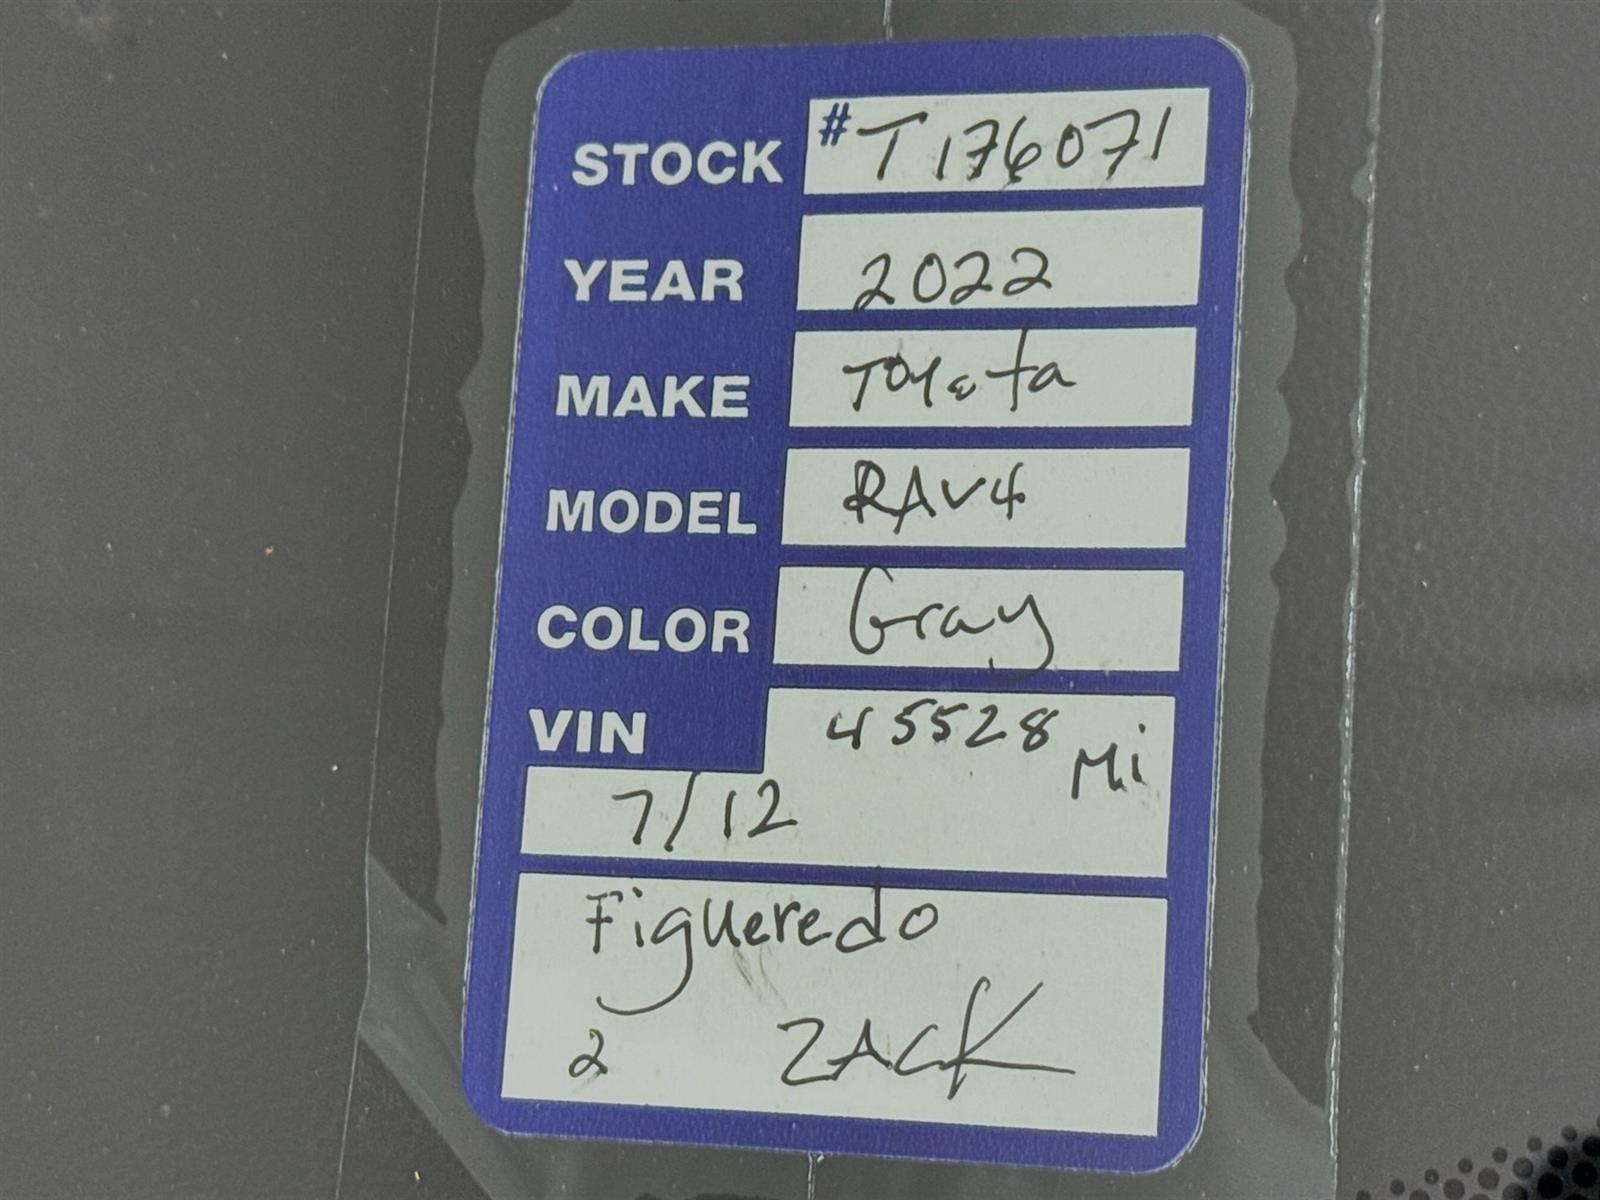 STOCK #T176071
YEAR 2022
MAKE Toyota
MODEL RAV4
COLOR Gray
VIN 45528 Mi
7/12
Figueredo
2 ZACK